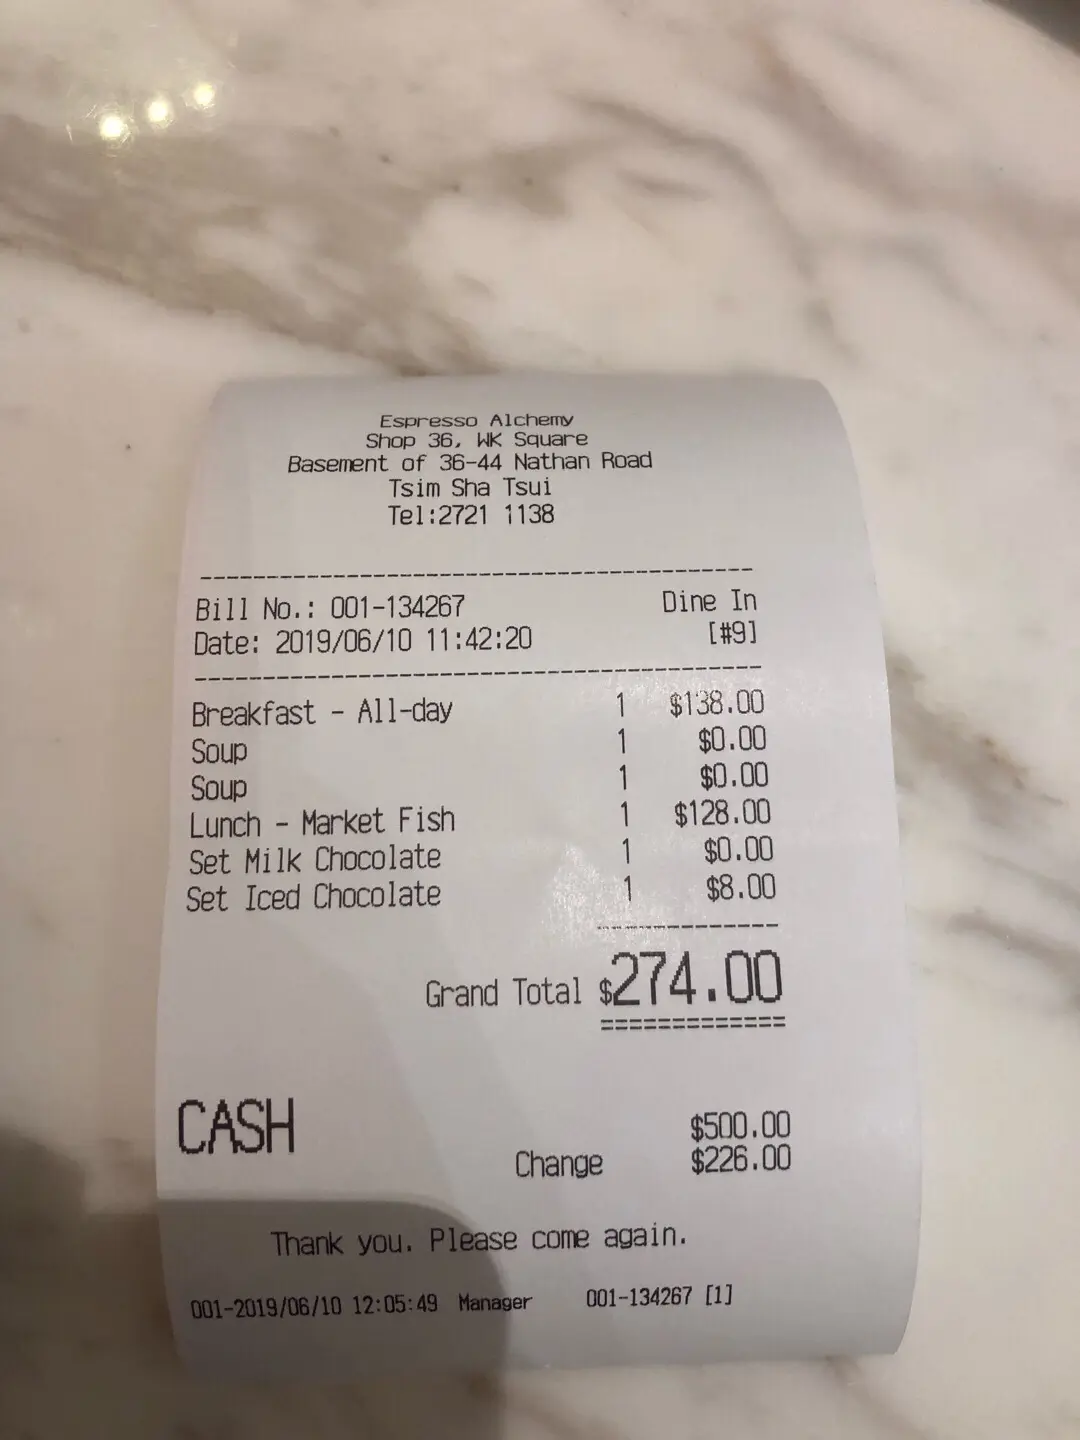 Espresso Alchemy
Shop 36, WK Square
Basement of 36-44 Nathan Road
Tsim Sha Tsui
Tel:2721 1138
----------------------------------------
Bill No.: 001-134267 Dine In
Date: 2019/06/10 11:42:20 [#9]
----------------------------------------
Breakfast - All-day 1 $138.00
Soup 1 $0.00
Soup 1 $0.00
Lunch - Market Fish 1 $128.00
Set Milk Chocolate 1 $0.00
Set Iced Chocolate 1 $8.00
-------------
Grand Total $274.00
=============
CASH $500.00
Change $226.00
Thank you. Please come again.
001-2019/06/10 12:05:49 Manager 001-134267 [1]